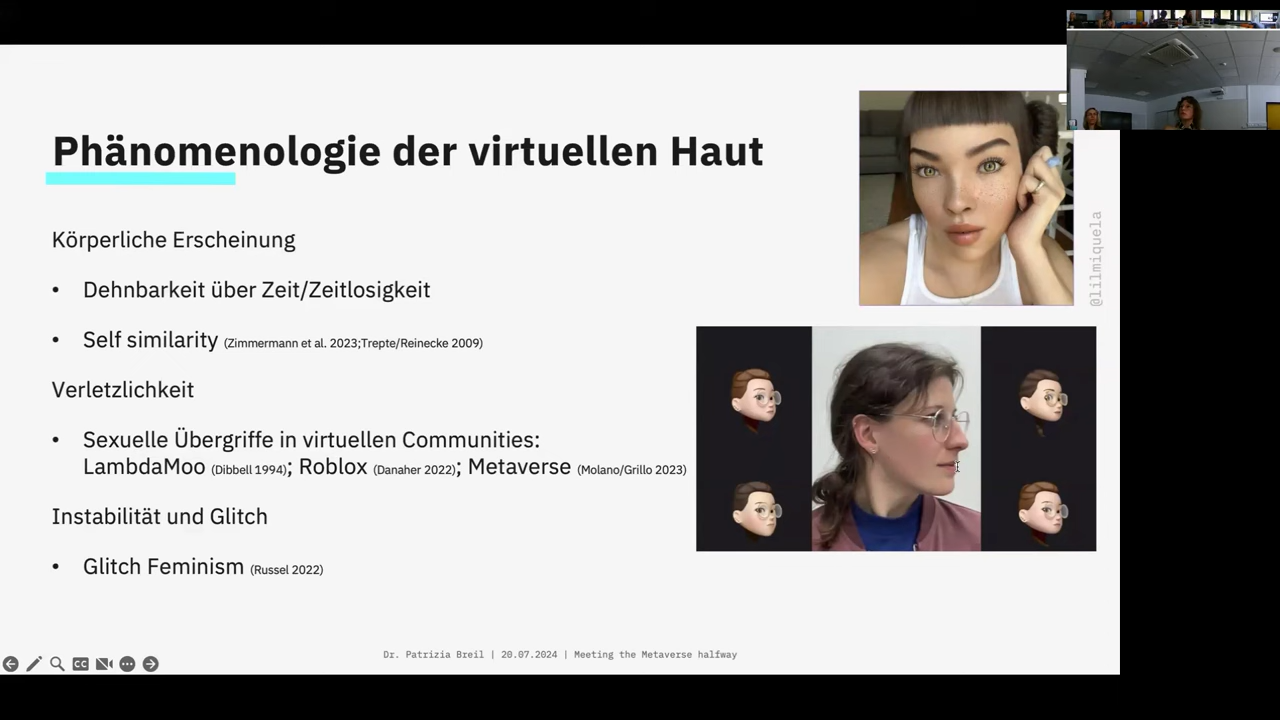 Phänomenologie der virtuellen Haut
Körperliche Erscheinung
• Dehnbarkeit über Zeit/Zeitlosigkeit
• Self similarity (Zimmermann et al. 2023;Trepte/Reinecke 2009)
Verletzlichkeit
• Sexuelle Übergriffe in virtuellen Communities:
LambdaMoo (Dibbell 1994); Roblox (Danaher 2022); Metaverse (Molano/Grillo 2023)
Instabilität und Glitch
• Glitch Feminism (Russel 2022)
@lilmiquela
Dr. Patrizia Breil | 20.07.2024 | Meeting the Metaverse halfway
CC